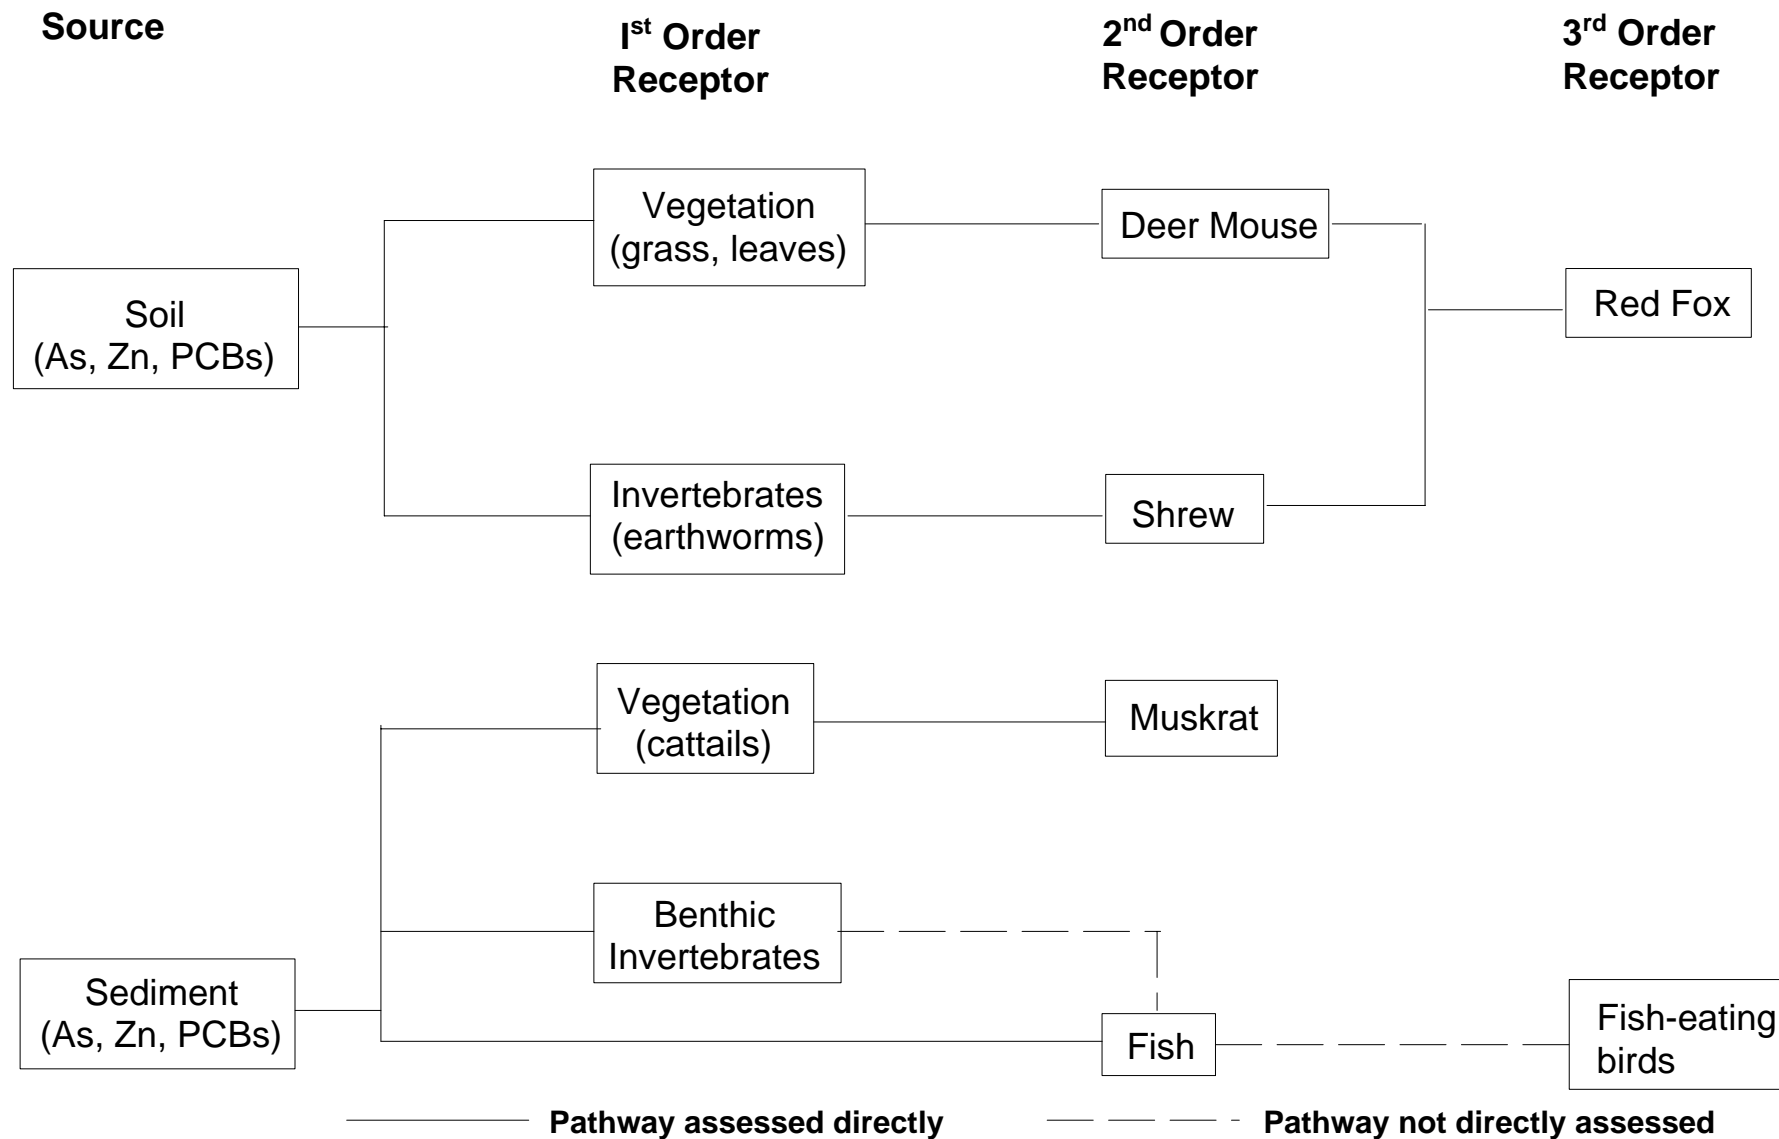 Source
Iˢᵗ Order
Receptor
2ⁿᵈ Order
Receptor
3ʳᵈ Order
Receptor
Vegetation
(grass, leaves)
Deer Mouse
Soil
(As, Zn, PCBs)
Red Fox
Invertebrates
(earthworms)
Shrew
Vegetation
(cattails)
Muskrat
Benthic
Invertebrates
Sediment
(As, Zn, PCBs)
Fish
Fish-eating
birds
Pathway assessed directly
Pathway not directly assessed